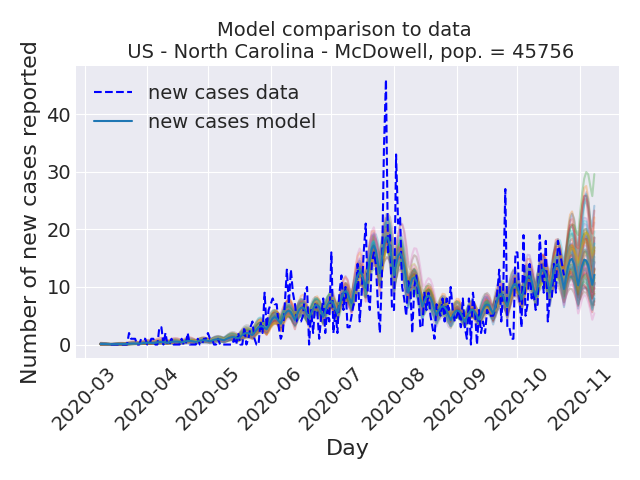 Model comparison to data
US - North Carolina - McDowell, pop. = 45756
Number of new cases reported
40
30
20
10
0
new cases data
new cases model
2020-03
2020-04
2020-05
2020-06
2020-07
2020-08
2020-09
2020-10
2020-11
Day